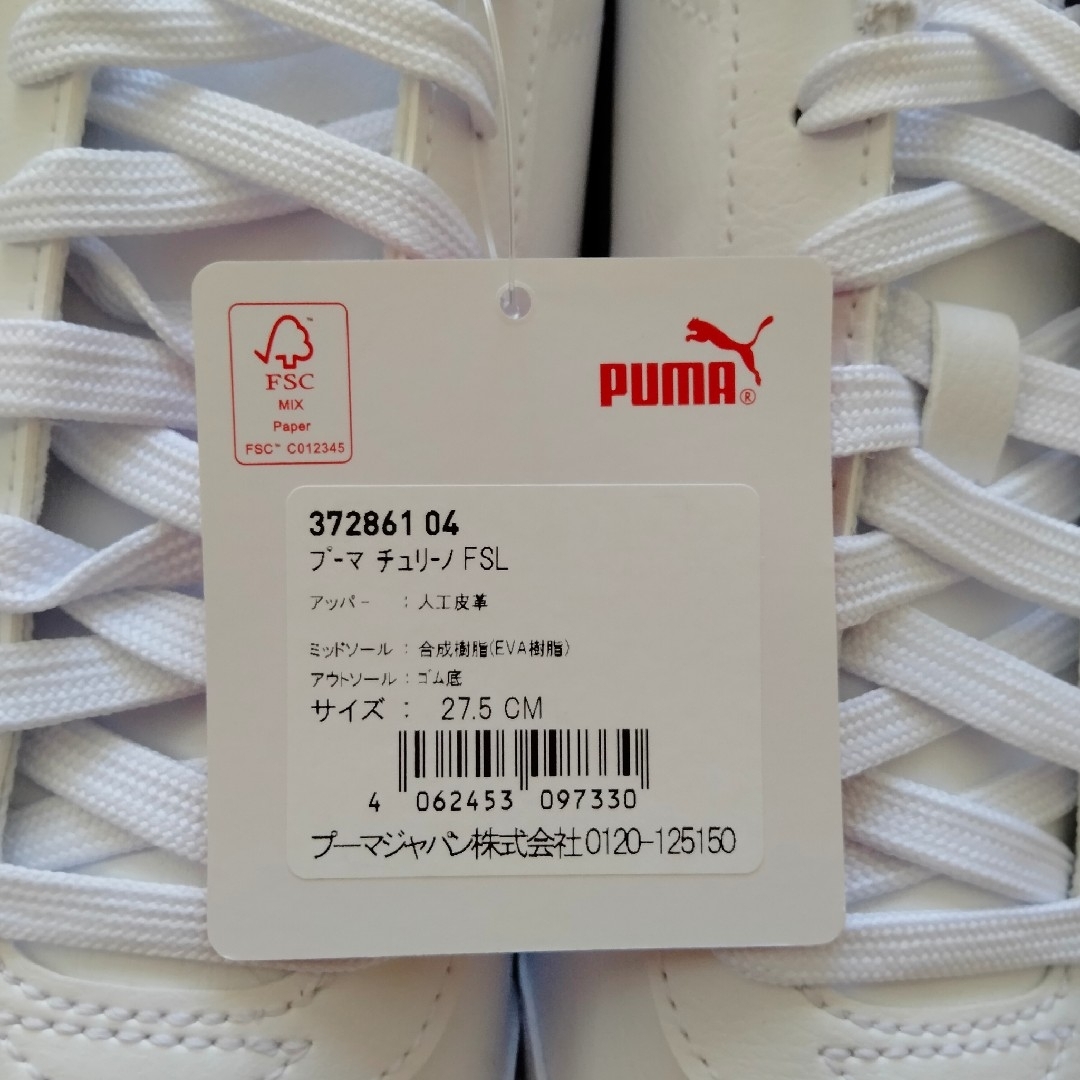 FSC™
MIX
Paper
FSC™ C012345
PUMA®
372861 04
プーマ チュリーノ FSL
アッパー : 人工皮革
ミッドソール : 合成樹脂(EVA樹脂)
アウトソール : ゴム底
サイズ : 27.5 CM
4 062453 097330
プーマジャパン株式会社0120-125150